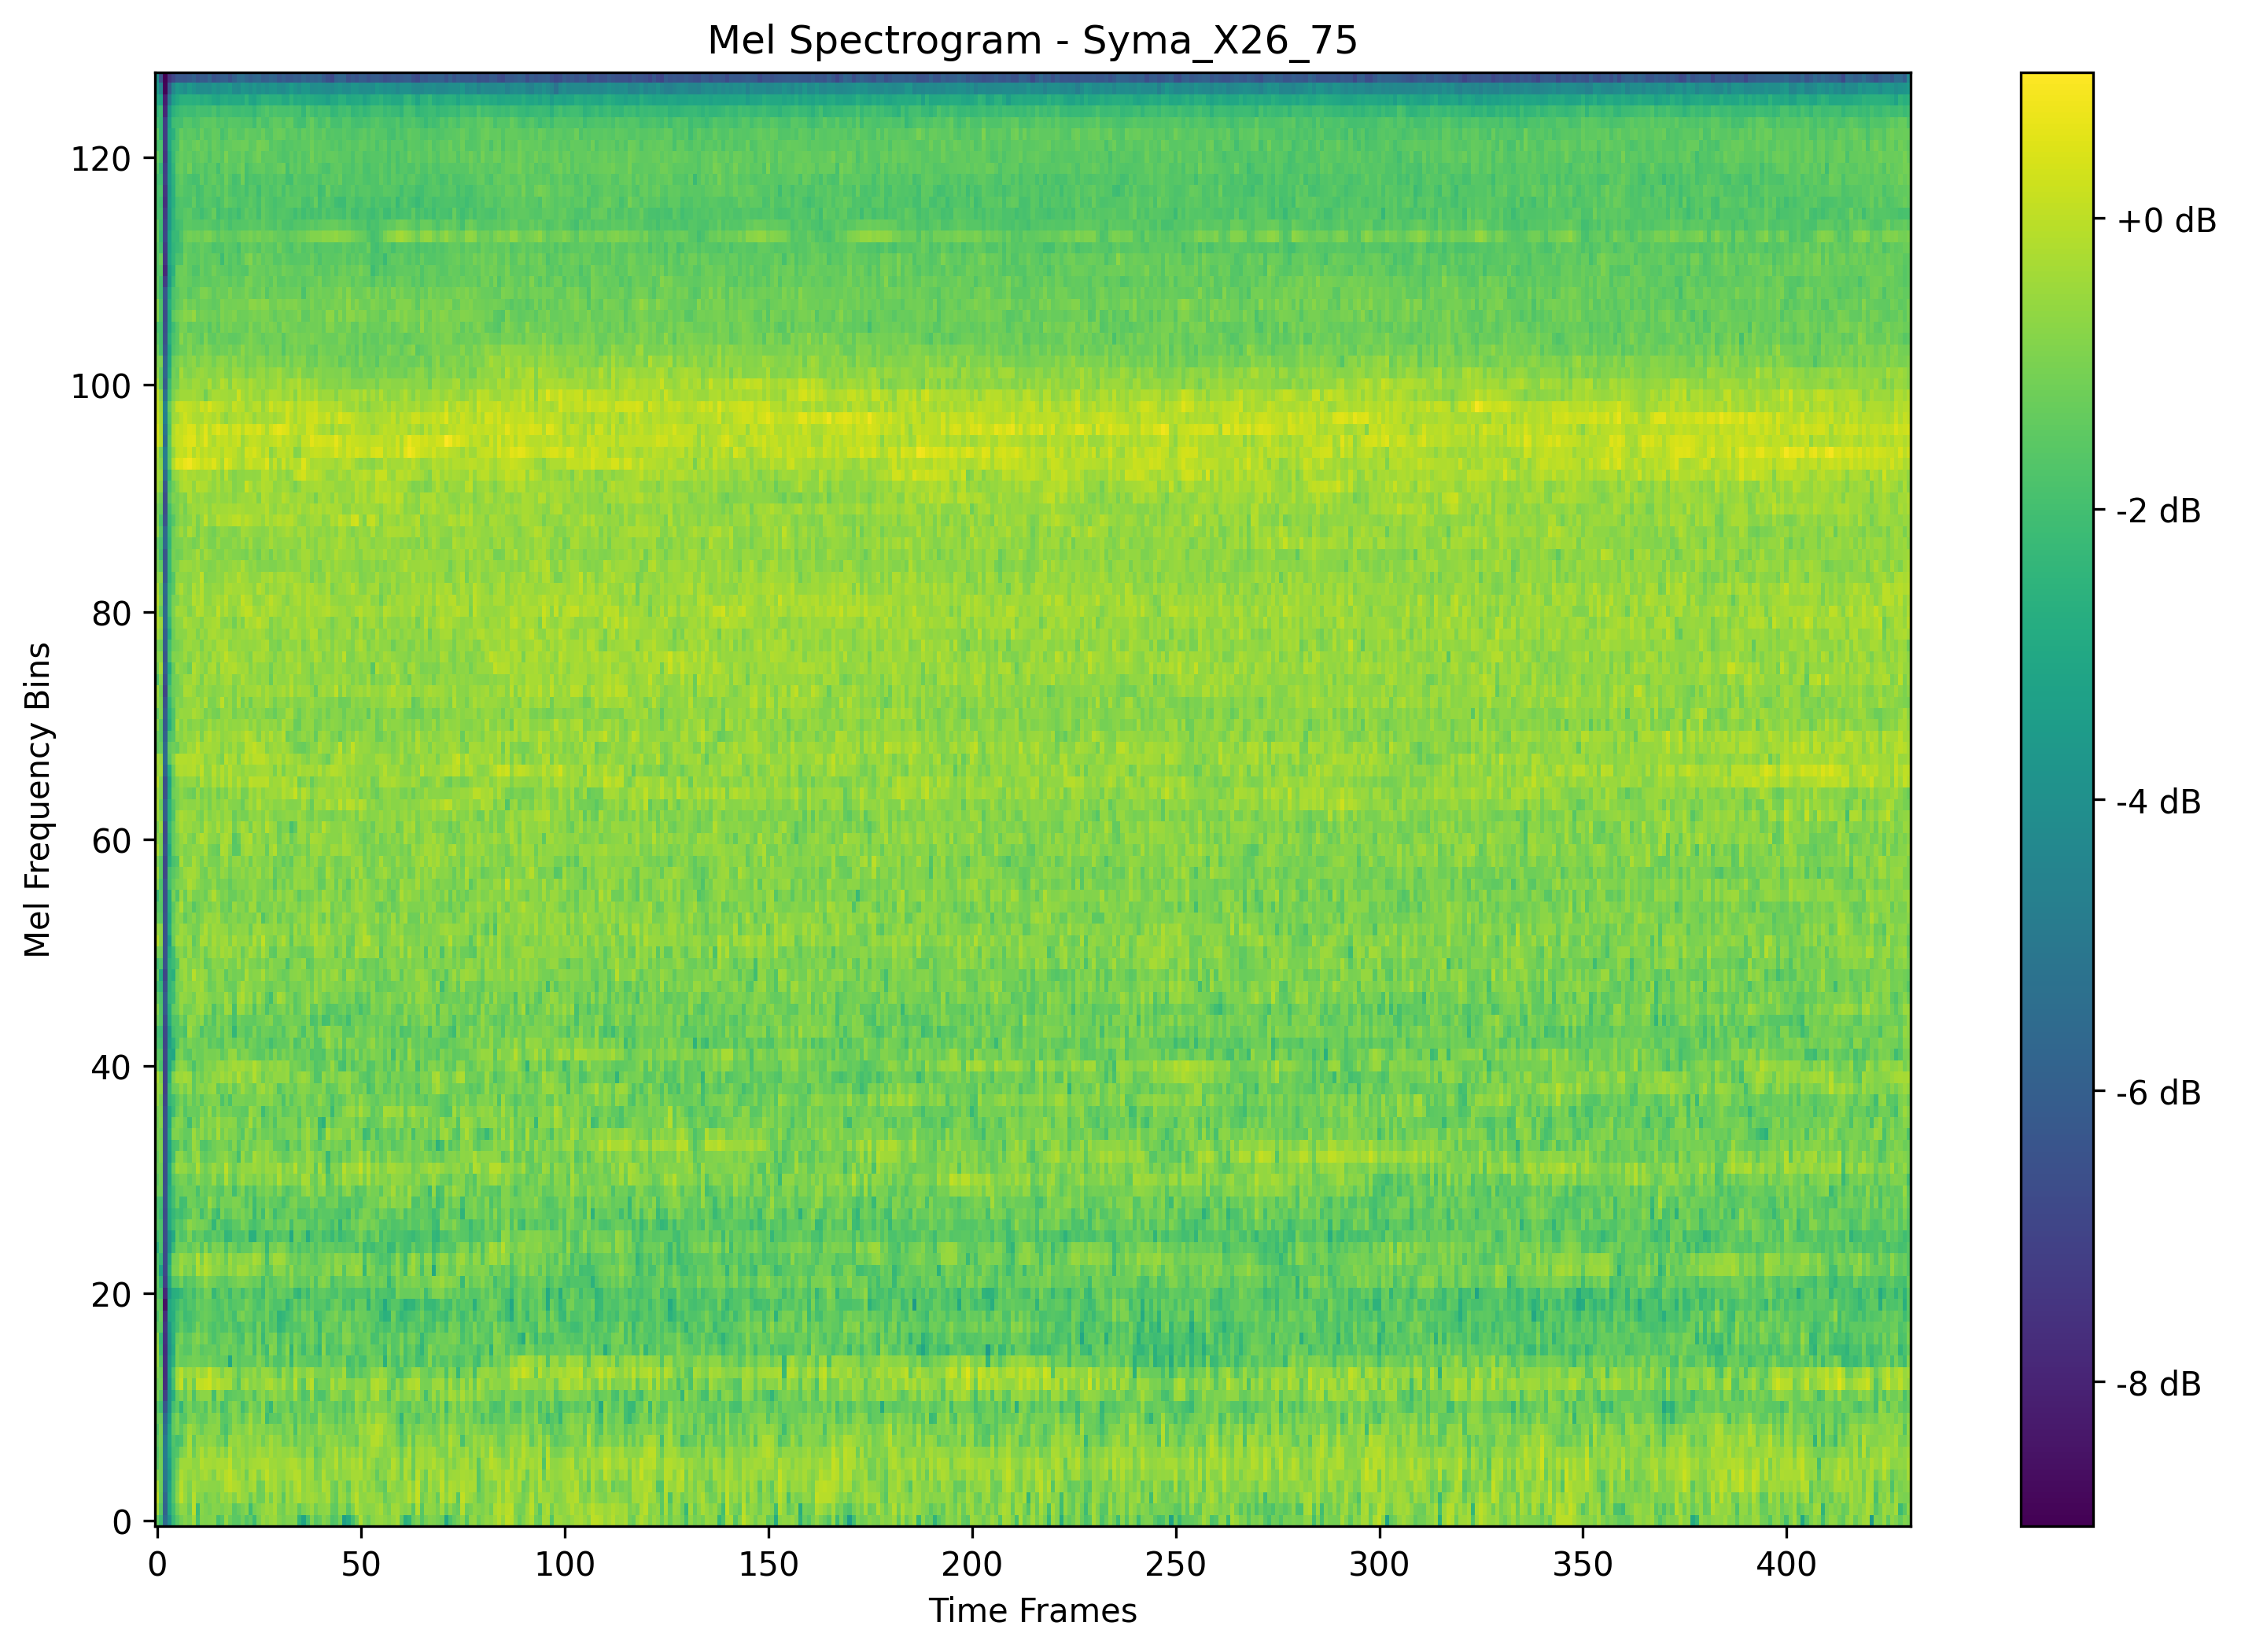 Mel Spectrogram - Syma_X26_75
Mel Frequency Bins
120
100
80
60
40
20
0
0 50 100 150 200 250 300 350 400
Time Frames
+0 dB
-2 dB
-4 dB
-6 dB
-8 dB